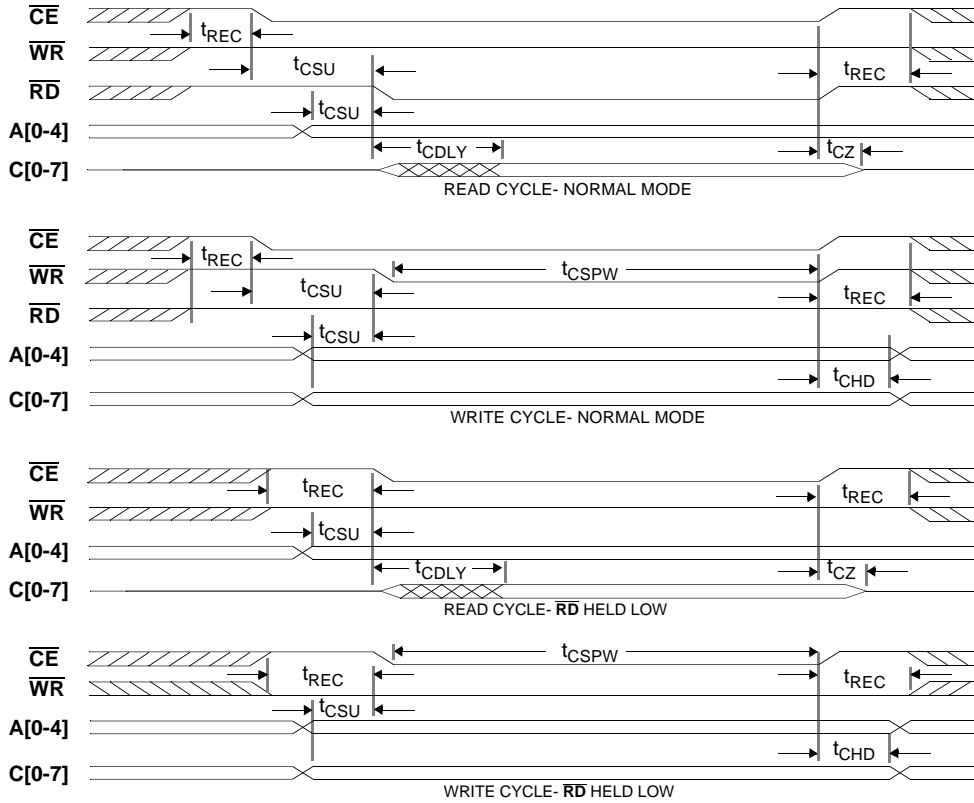 CE
tREC
WR
tCSU
tREC
RD
tCSU
A[0-4]
tCDLY
tCZ
C[0-7]
READ CYCLE- NORMAL MODE
CE
tREC
WR
tCSPW
tCSU
tREC
RD
tCSU
A[0-4]
tCHD
C[0-7]
WRITE CYCLE- NORMAL MODE
CE
tREC
tREC
WR
tCSU
A[0-4]
tCDLY
tCZ
C[0-7]
READ CYCLE- RD HELD LOW
CE
tCSPW
tREC
tREC
WR
tCSU
A[0-4]
tCHD
C[0-7]
WRITE CYCLE- RD HELD LOW